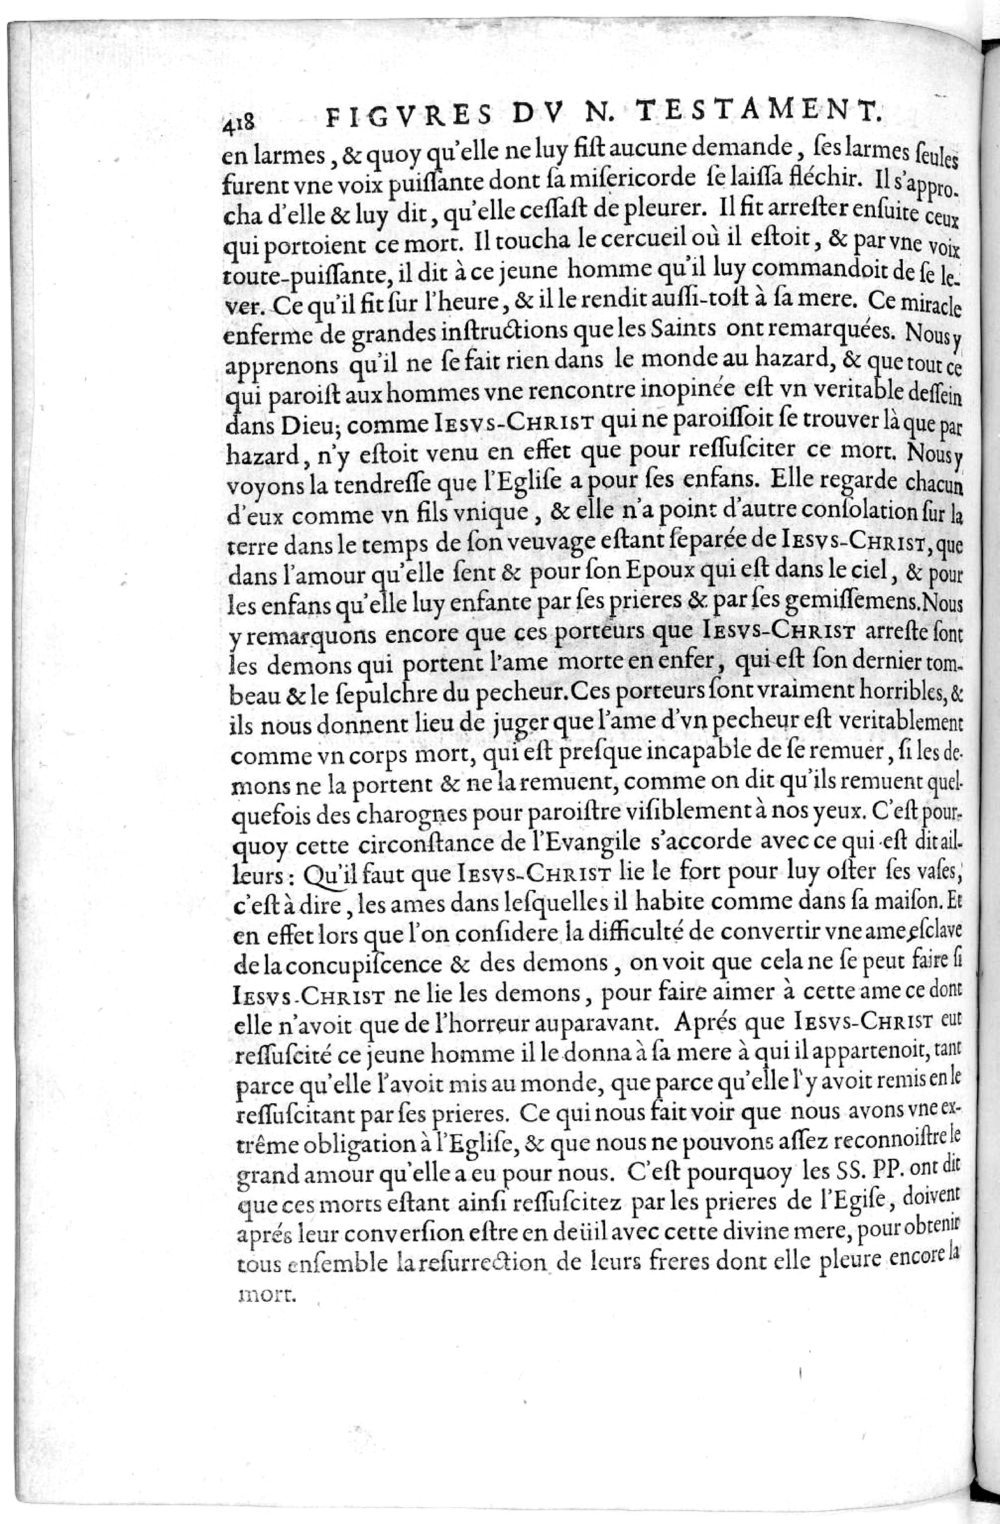 418 FIGVRES DV N. TESTAMENT.
en larmes, & quoy qu'elle ne luy fiſt aucune demande, ſes larmes ſeules
furent vne voix puiſſante dont ſa miſericorde ſe laiſſa fléchir. Il s'appro-
cha d'elle & luy dit, qu'elle ceſſaſt de pleurer. Il fit arreſter enſuite ceux
qui portoient ce mort. Il toucha le cercueil où il eſtoit, & par vne voix
toute-puiſſante, il dit à ce jeune homme qu'il luy commandoit de ſe le-
ver. Ce qu'il fit ſur l'heure, & il le rendit auſſi-toſt à ſa mere. Ce miracle
enferme de grandes inſtructions que les Saints ont remarquées. Nous y
apprenons qu'il ne ſe fait rien dans le monde au hazard, & que tout ce
qui paroiſt aux hommes vne rencontre inopinée eſt vn veritable deſſein
dans Dieu; comme IESVS-CHRIST qui ne paroiſſoit ſe trouver là que par
hazard, n'y eſtoit venu en effet que pour reſſuſciter ce mort. Nous y
voyons la tendreſſe que l'Egliſe a pour ſes enfans. Elle regarde chacun
d'eux comme vn fils vnique, & elle n'a point d'autre conſolation ſur la
terre dans le temps de ſon veuvage eſtant ſeparée de IESVS-CHRIST, que
dans l'amour qu'elle ſent & pour ſon Epoux qui eſt dans le ciel, & pour
les enfans qu'elle luy enfante par ſes prieres & par ſes gemiſſemens. Nous
y remarquons encore que ces porteurs que IESVS-CHRIST arreſte ſont
les demons qui portent l'ame morte en enfer, qui eſt ſon dernier tom-
beau & le ſepulchre du pecheur. Ces porteurs ſont vraiment horribles, &
ils nous donnent lieu de juger que l'ame d'vn pecheur eſt veritablement
comme vn corps mort, qui eſt preſque incapable de ſe remuer, ſi les de-
mons ne la portent & ne la remuent, comme on dit qu'ils remuent quel-
quefois des charognes pour paroiſtre viſiblement à nos yeux. C'eſt pour-
quoy cette circonſtance de l'Evangile s'accorde avec ce qui eſt dit ail-
leurs: Qu'il faut que IESVS-CHRIST lie le fort pour luy oſter ſes vaſes,
c'eſt à dire, les ames dans leſquelles il habite comme dans ſa maiſon. Et
en effet lors que l'on conſidere la difficulté de convertir vne ame eſclave
de la concupiſcence & des demons, on voit que cela ne ſe peut faire ſi
IESVS-CHRIST ne lie les demons, pour faire aimer à cette ame ce dont
elle n'avoit que de l'horreur auparavant. Aprés que IESVS-CHRIST eut
reſſuſcité ce jeune homme il le donna à ſa mere à qui il appartenoit, tant
parce qu'elle l'avoit mis au monde, que parce qu'elle l'y avoit remis en le
reſſuſcitant par ſes prieres. Ce qui nous fait voir que nous avons vne ex-
trême obligation à l'Egliſe, & que nous ne pouvons aſſez reconnoiſtre le
grand amour qu'elle a eu pour nous. C'eſt pourquoy les SS. PP. ont dit
que ces morts eſtant ainſi reſſuſcitez par les prieres de l'Egiſe, doivent
aprés leur converſion eſtre en deüil avec cette divine mere, pour obtenir
tous enſemble la reſurrection de leurs freres dont elle pleure encore la
mort.